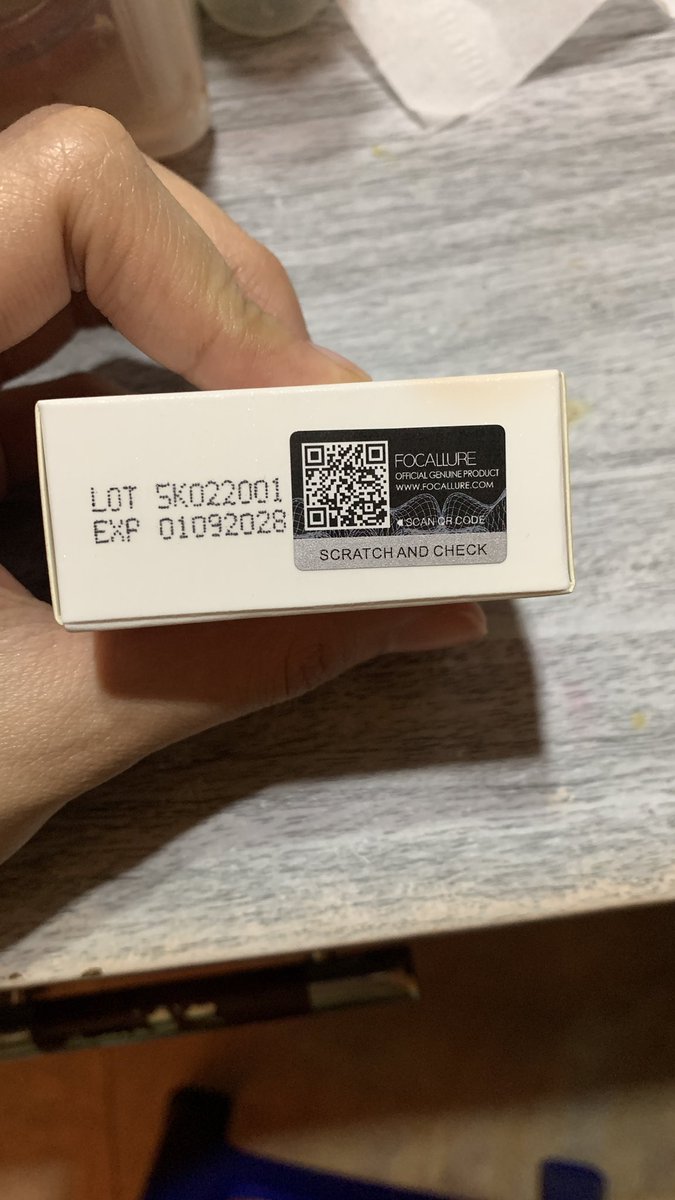 LOT 5K022001
EXP 01092028
FOCALLURE
OFFICIAL GENUINE PRODUCT
WWW.FOCALLURE.COM
SCAN QR CODE
SCRATCH AND CHECK